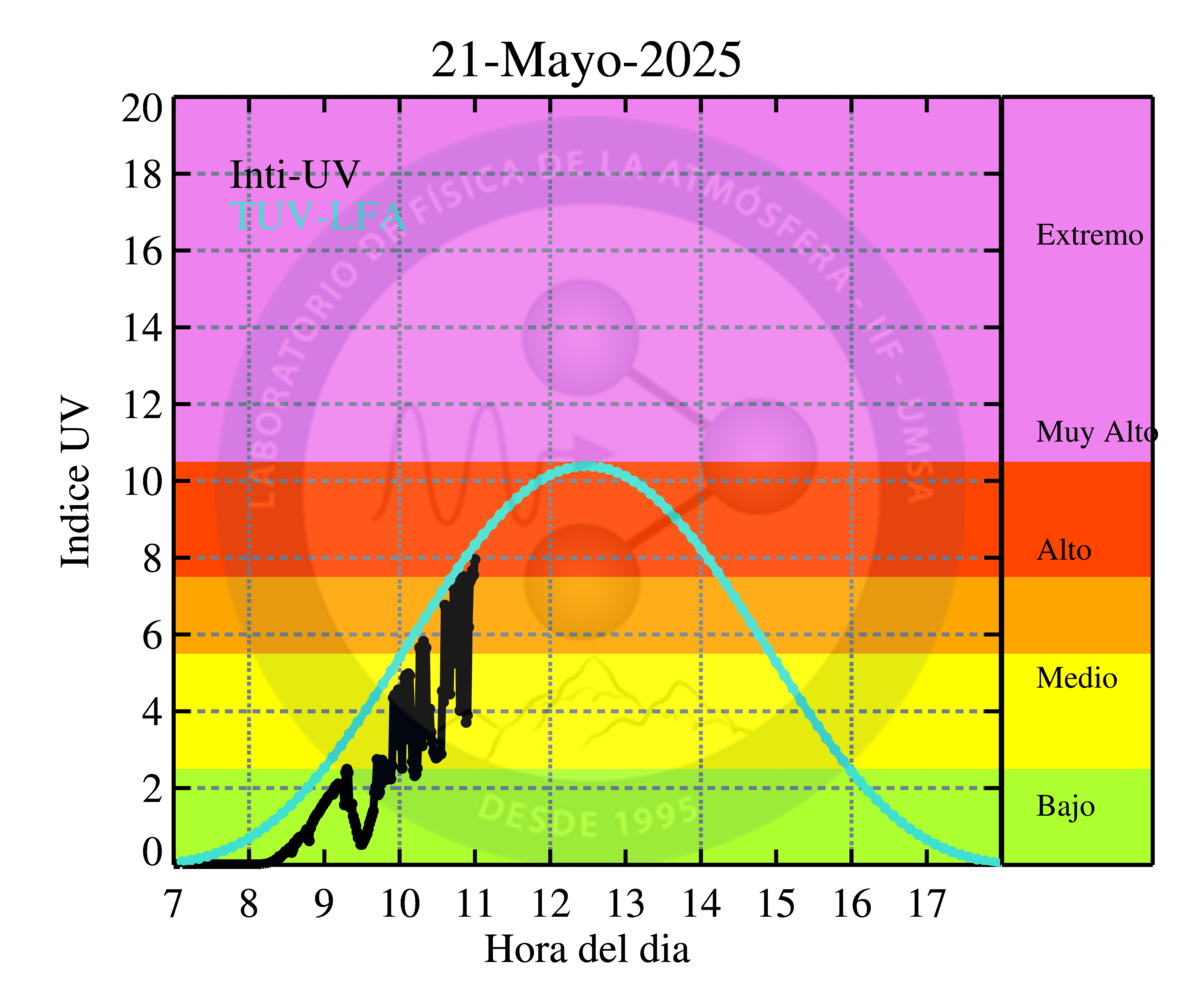 21-Mayo-2025
20
18
16
14
12
10
8
6
4
2
0
Indice UV
Inti-UV
TUV-LFA
LABORATORIO DE FÍSICA DE LA ATMÓSFERA - IIF - UMSA
DESDE 1995
Extremo
Muy Alto
Alto
Medio
Bajo
7 8 9 10 11 12 13 14 15 16 17
Hora del dia